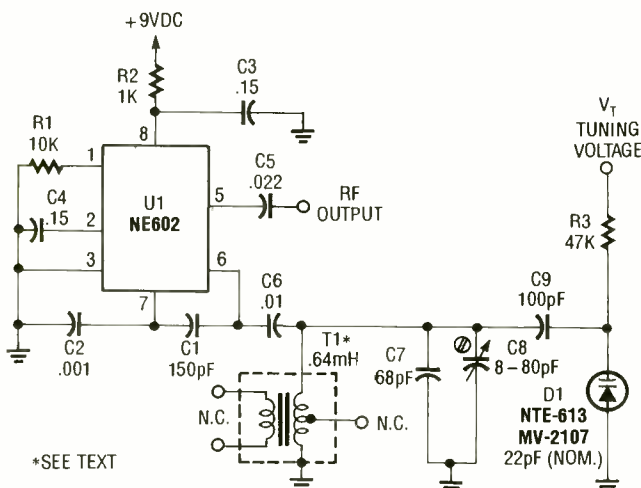 +9VDC
R2
1K
C3
.15
R1
10K
8
1
C4
.15
2
3
U1
NE602
5
6
7
C5
.022
RF
OUTPUT
VT
TUNING
VOLTAGE
R3
47K
C6
.01
C9
100pF
C2
.001
C1
150pF
T1*
.64mH
C7
68pF
C8
8–80pF
D1
NTE-613
MV-2107
22pF (NOM.)
N.C.
N.C.
*SEE TEXT